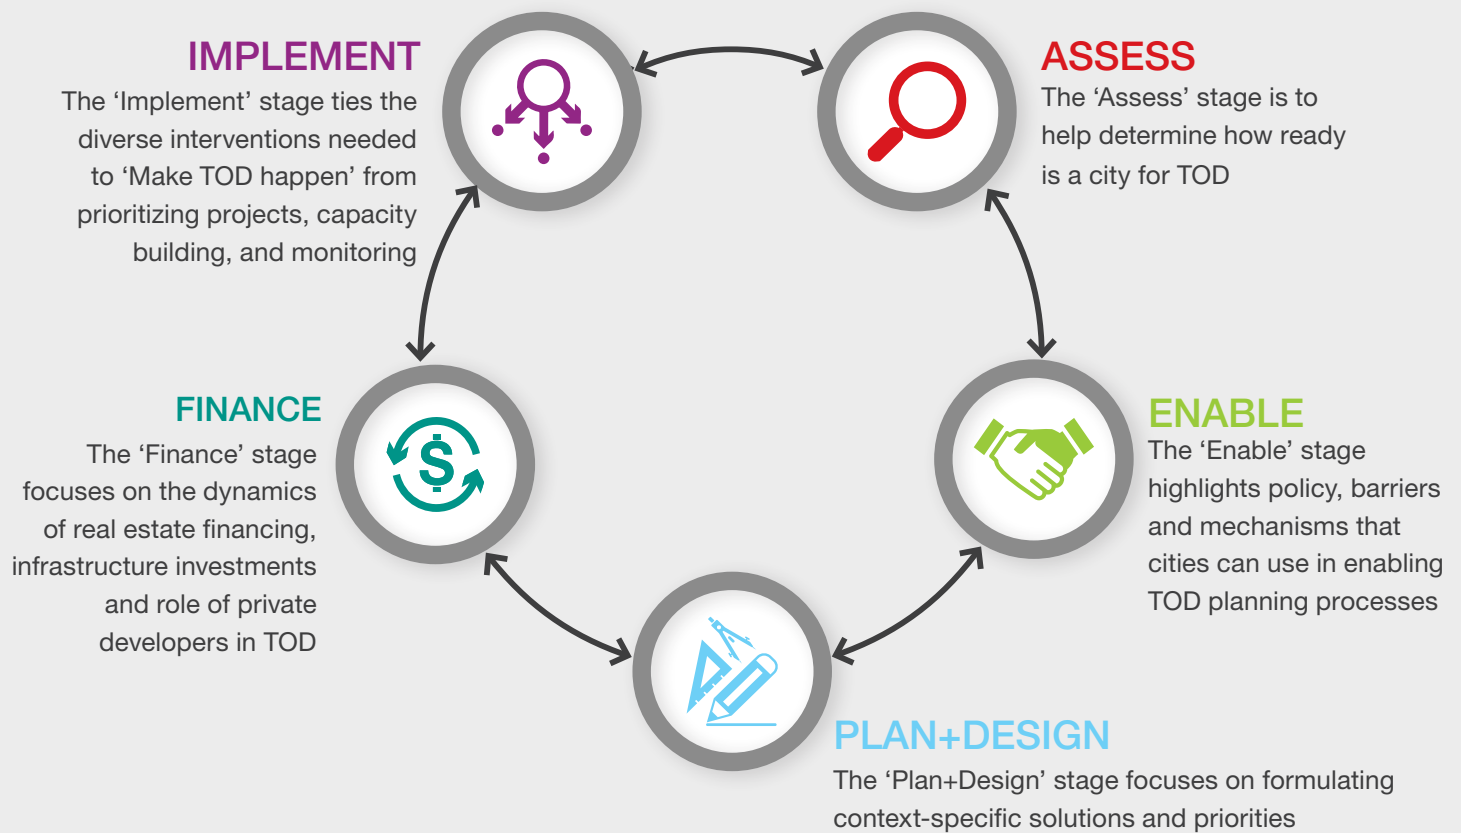 IMPLEMENT
The ‘Implement’ stage ties the
diverse interventions needed
to ‘Make TOD happen’ from
prioritizing projects, capacity
building, and monitoring
ASSESS
The ‘Assess’ stage is to
help determine how ready
is a city for TOD
FINANCE
The ‘Finance’ stage
focuses on the dynamics
of real estate financing,
infrastructure investments
and role of private
developers in TOD
$
ENABLE
The ‘Enable’ stage
highlights policy, barriers
and mechanisms that
cities can use in enabling
TOD planning processes
PLAN+DESIGN
The ‘Plan+Design’ stage focuses on formulating
context-specific solutions and priorities